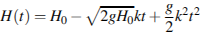 H(t) = H₀ − √(2gH₀)kt + (g/2)k²t²